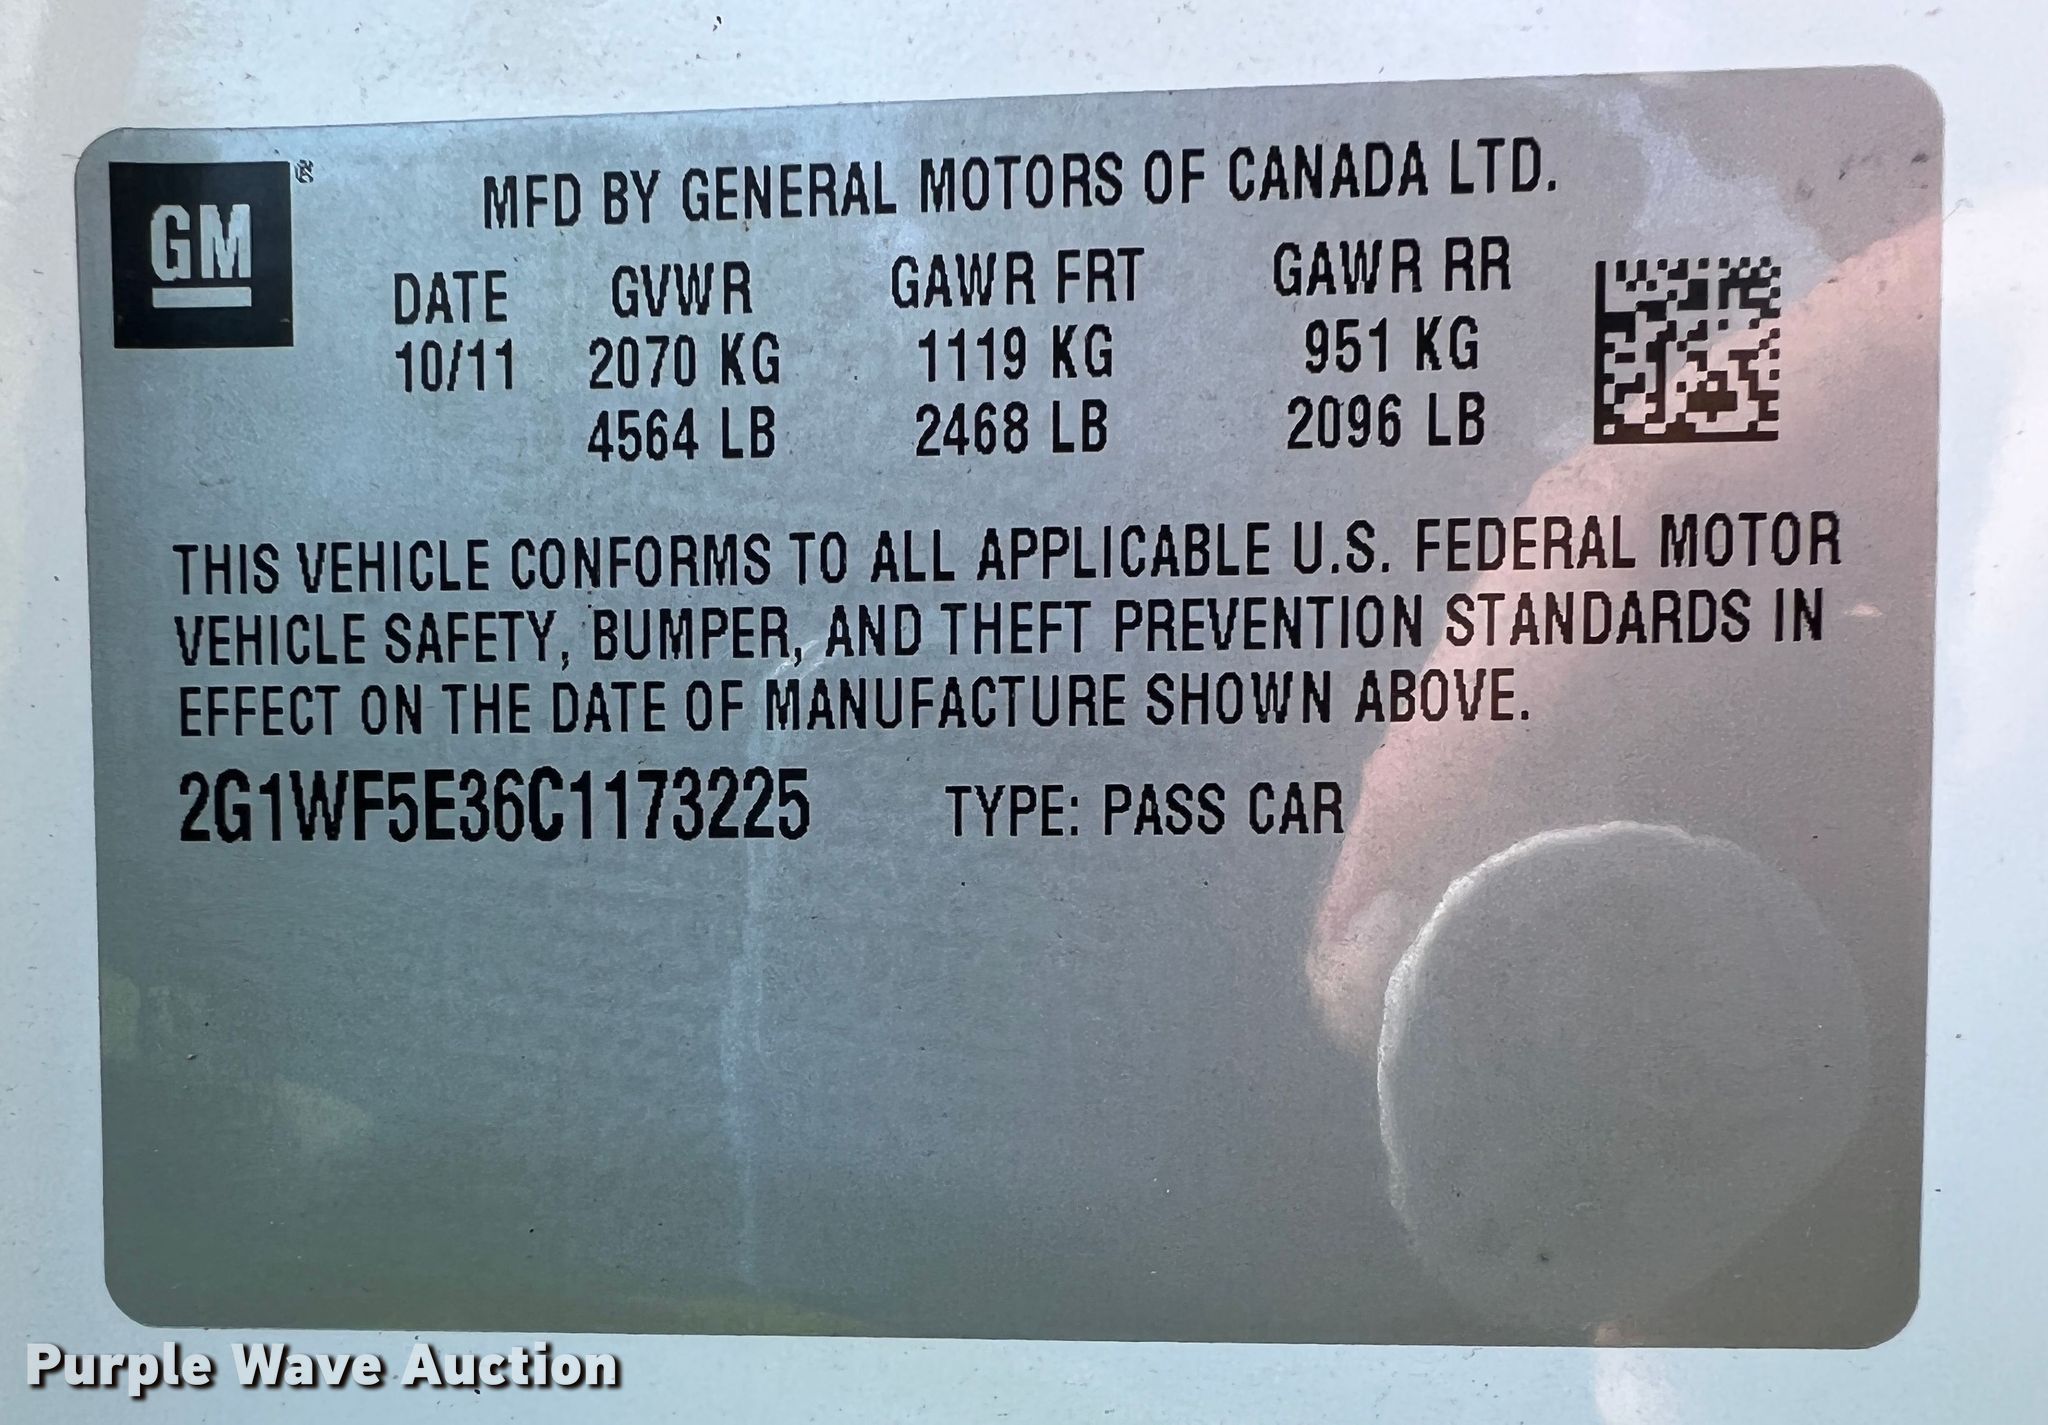 GM®
MFD BY GENERAL MOTORS OF CANADA LTD.
DATE GVWR GAWR FRT GAWR RR
10/11 2070 KG 1119 KG 951 KG
4564 LB 2468 LB 2096 LB
THIS VEHICLE CONFORMS TO ALL APPLICABLE U.S. FEDERAL MOTOR
VEHICLE SAFETY, BUMPER, AND THEFT PREVENTION STANDARDS IN
EFFECT ON THE DATE OF MANUFACTURE SHOWN ABOVE.
2G1WF5E36C1173225 TYPE: PASS CAR
Purple Wave Auction